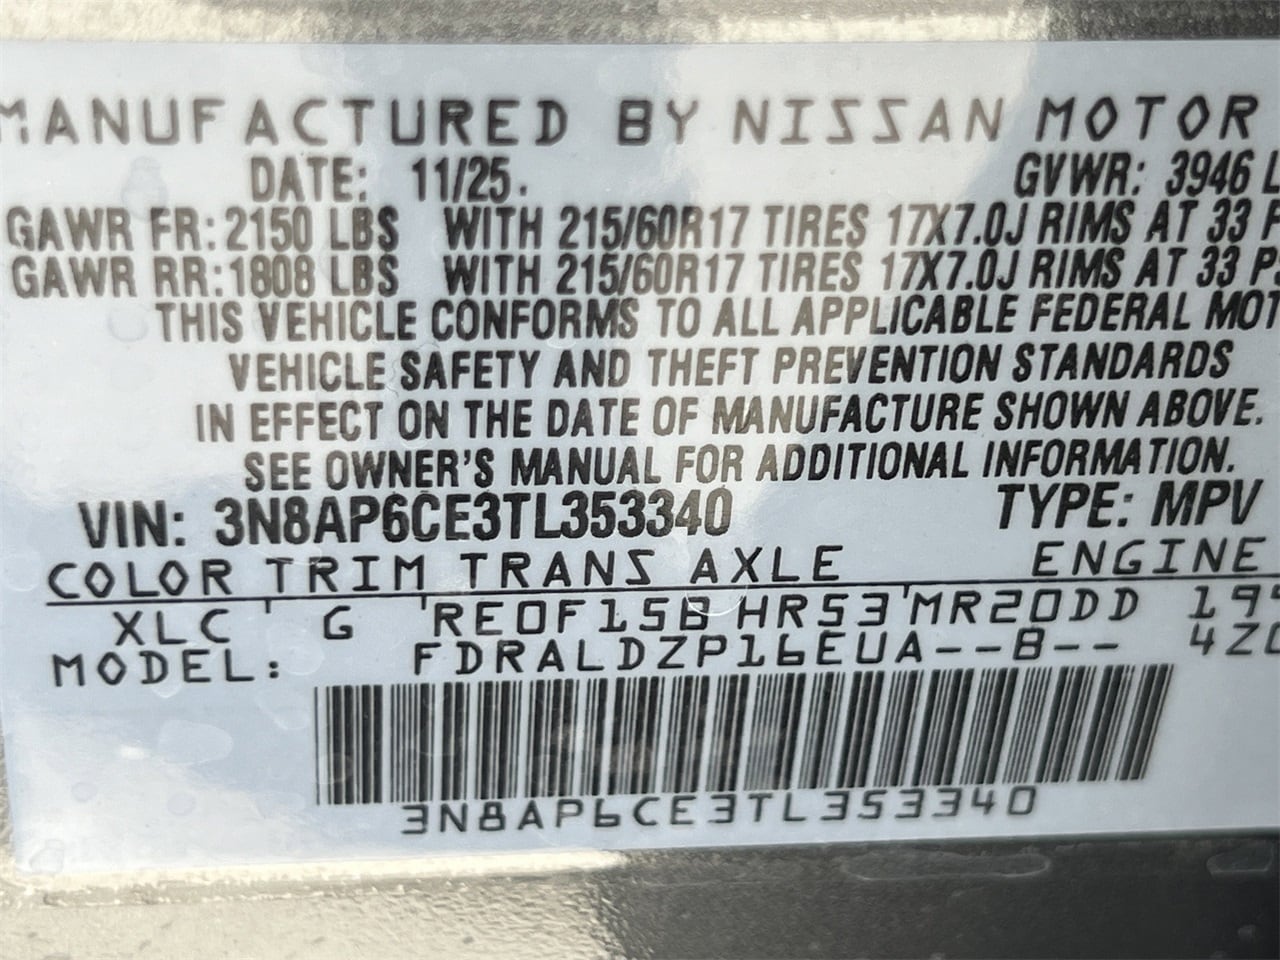 MANUFACTURED BY NISSAN MOTOR
DATE: 11/25. GVWR: 3946 L
GAWR FR: 2150 LBS WITH 215/60R17 TIRES 17X7.0J RIMS AT 33 P
GAWR RR: 1808 LBS WITH 215/60R17 TIRES 17X7.0J RIMS AT 33 PS
THIS VEHICLE CONFORMS TO ALL APPLICABLE FEDERAL MOT
VEHICLE SAFETY AND THEFT PREVENTION STANDARDS
IN EFFECT ON THE DATE OF MANUFACTURE SHOWN ABOVE.
SEE OWNER'S MANUAL FOR ADDITIONAL INFORMATION.
VIN: 3N8AP6CE3TL353340 TYPE: MPV
COLOR TRIM TRANS AXLE ENGINE
XLC G RE0F15B HR53 MR20DD 199
MODEL: FDRALDZP16EUA--B-- 4Z0
3N8AP6CE3TL353340